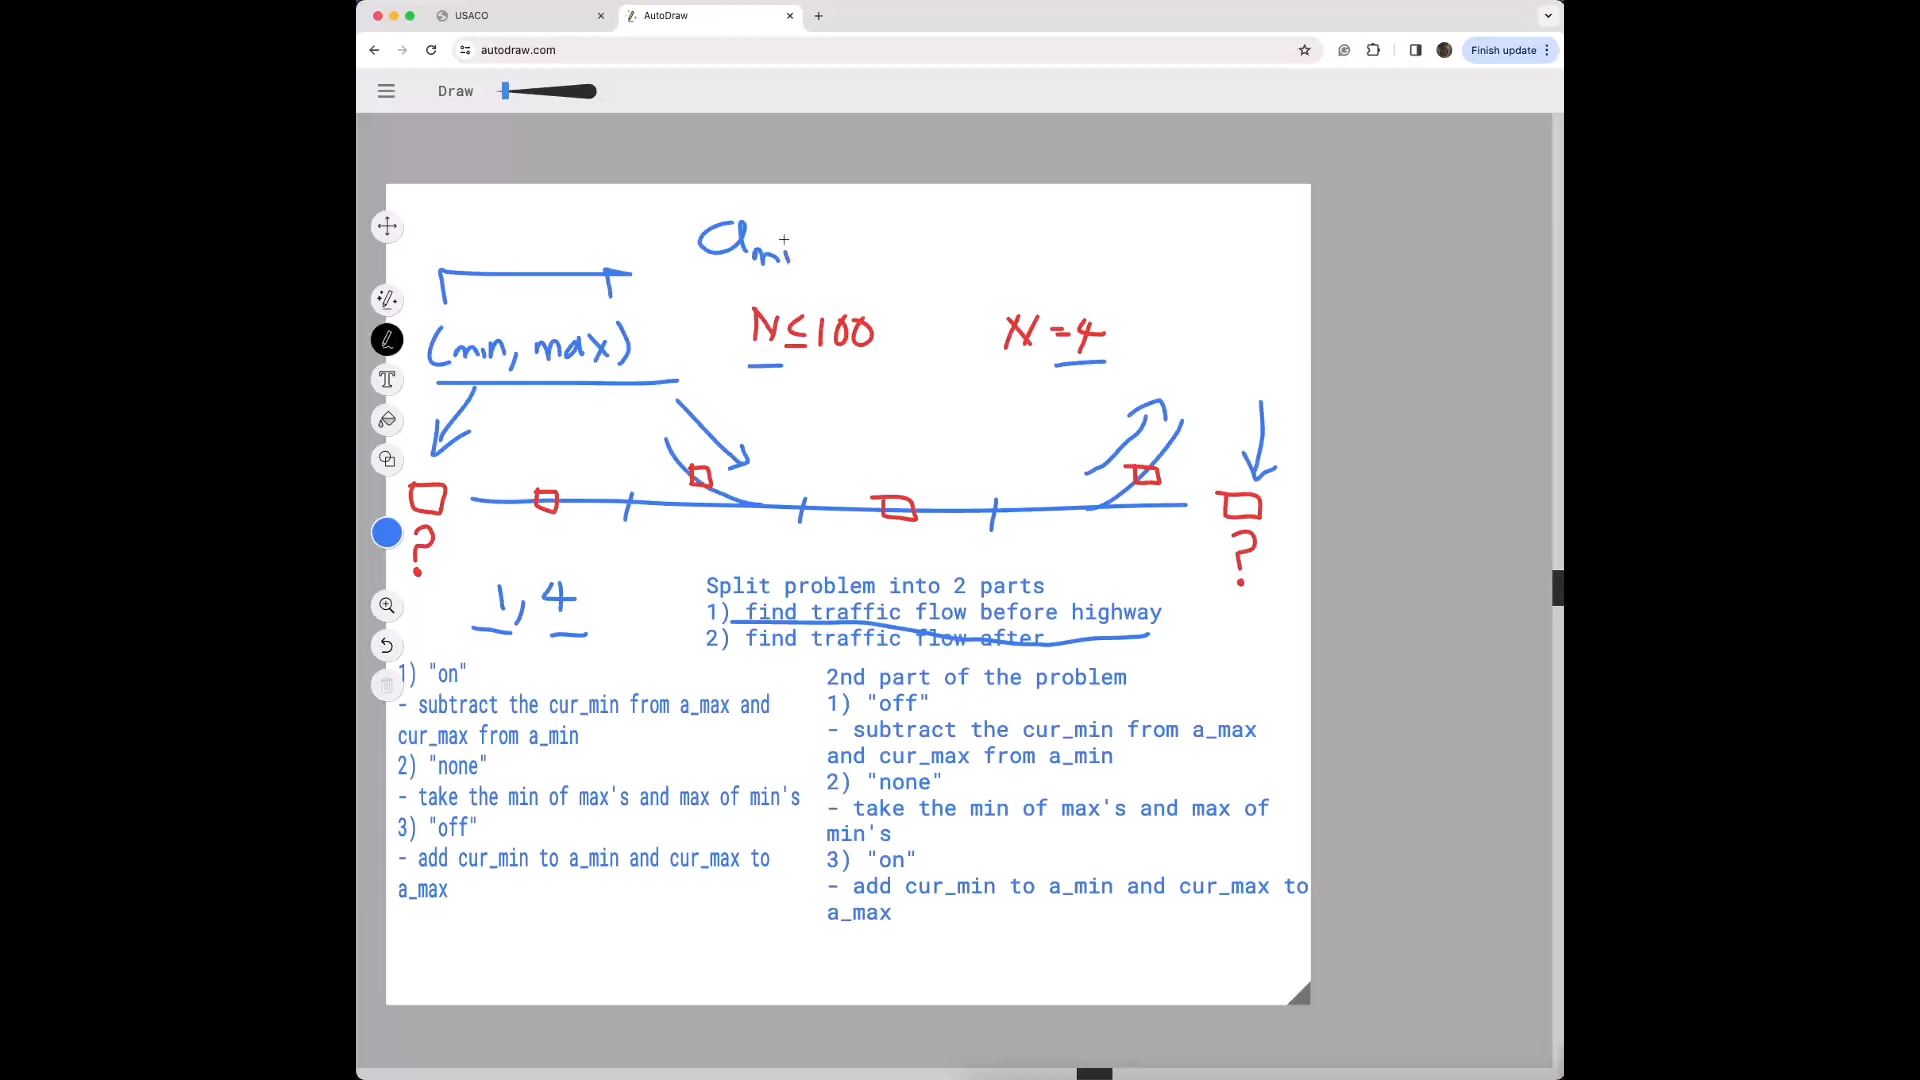 USACO
AutoDraw
autodraw.com
Finish update
Draw
a mi
N≤100
N=4
(min, max)
?
?
1, 4
Split problem into 2 parts
1) find traffic flow before highway
2) find traffic flow after
1) "on"
- subtract the cur_min from a_max and
cur_max from a_min
2) "none"
- take the min of max's and max of min's
3) "off"
- add cur_min to a_min and cur_max to
a_max
2nd part of the problem
1) "off"
- subtract the cur_min from a_max
and cur_max from a_min
2) "none"
- take the min of max's and max of
min's
3) "on"
- add cur_min to a_min and cur_max to
a_max